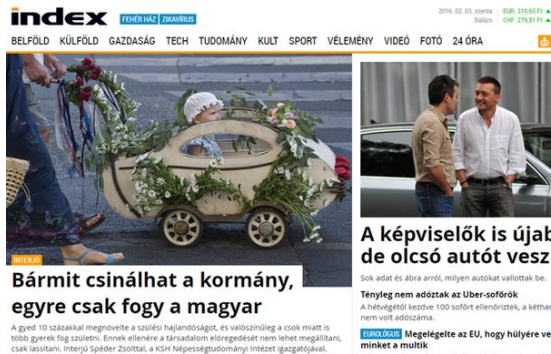 index
FEHÉR HÁZ ZIKAVÍRUS
2016. 02. 03. szerda
Balázs
EUR: 310,65 Ft ▲
CHF: 279,81 Ft ▲
BELFÖLD KÜLFÖLD GAZDASÁG TECH TUDOMÁNY KULT SPORT VÉLEMÉNY VIDEÓ FOTÓ 24 ÓRA
INTERJÚ
Bármit csinálhat a kormány,
egyre csak fogy a magyar
A gyed 10 százakkal megnövelte a szülési hajlandóságot, és valószínűleg a csok miatt is
több gyerek fog születni. Ennek ellenére a társadalom elöregedését nem lehet megállítani,
csak lassítani. Interjú Spéder Zsolttal, a KSH Népességtudományi Intézet igazgatójával.
A képviselők is újab
de olcsó autót vesz
Sok adat és ábra arról, milyen autókat vallottak be.
Tényleg nem adóztak az Uber-sofőrök
A hétvégétől kezdve 100 sofőrt ellenőriztek, a kéthar
nem volt adószáma.
EUROLÓGUS Megelégelte az EU, hogy hülyére ve
minket a multik